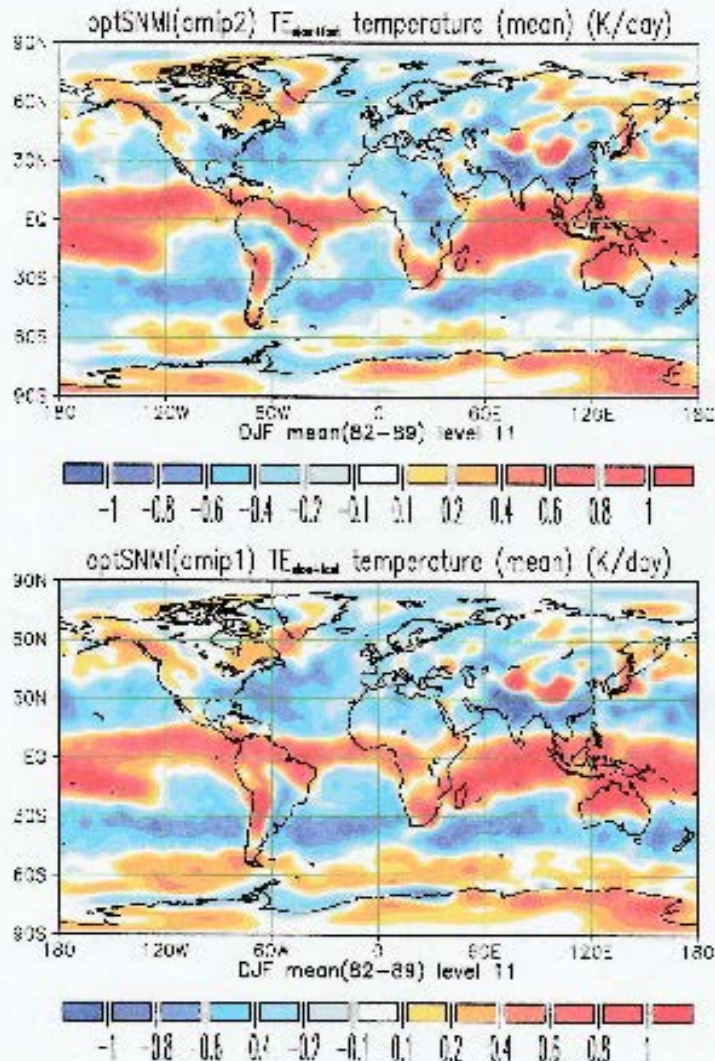 optSNMI(amip2) TE temperature (mean) (K/day)
90N
60N
30N
EQ
30S
60S
90S
180 120W 60W 0 60E 120E 180
DJF mean(82-89) level 11
-1 -0.8 -0.6 -0.4 -0.2 -0.1 0.1 0.2 0.4 0.6 0.8 1
optSNMI(amip1) TE temperature (mean) (K/day)
90N
60N
30N
EQ
30S
60S
90S
180 120W 60W 0 60E 120E 180
DJF mean(82-89) level 11
-1 -0.8 -0.6 -0.4 -0.2 -0.1 0.1 0.2 0.4 0.6 0.8 1